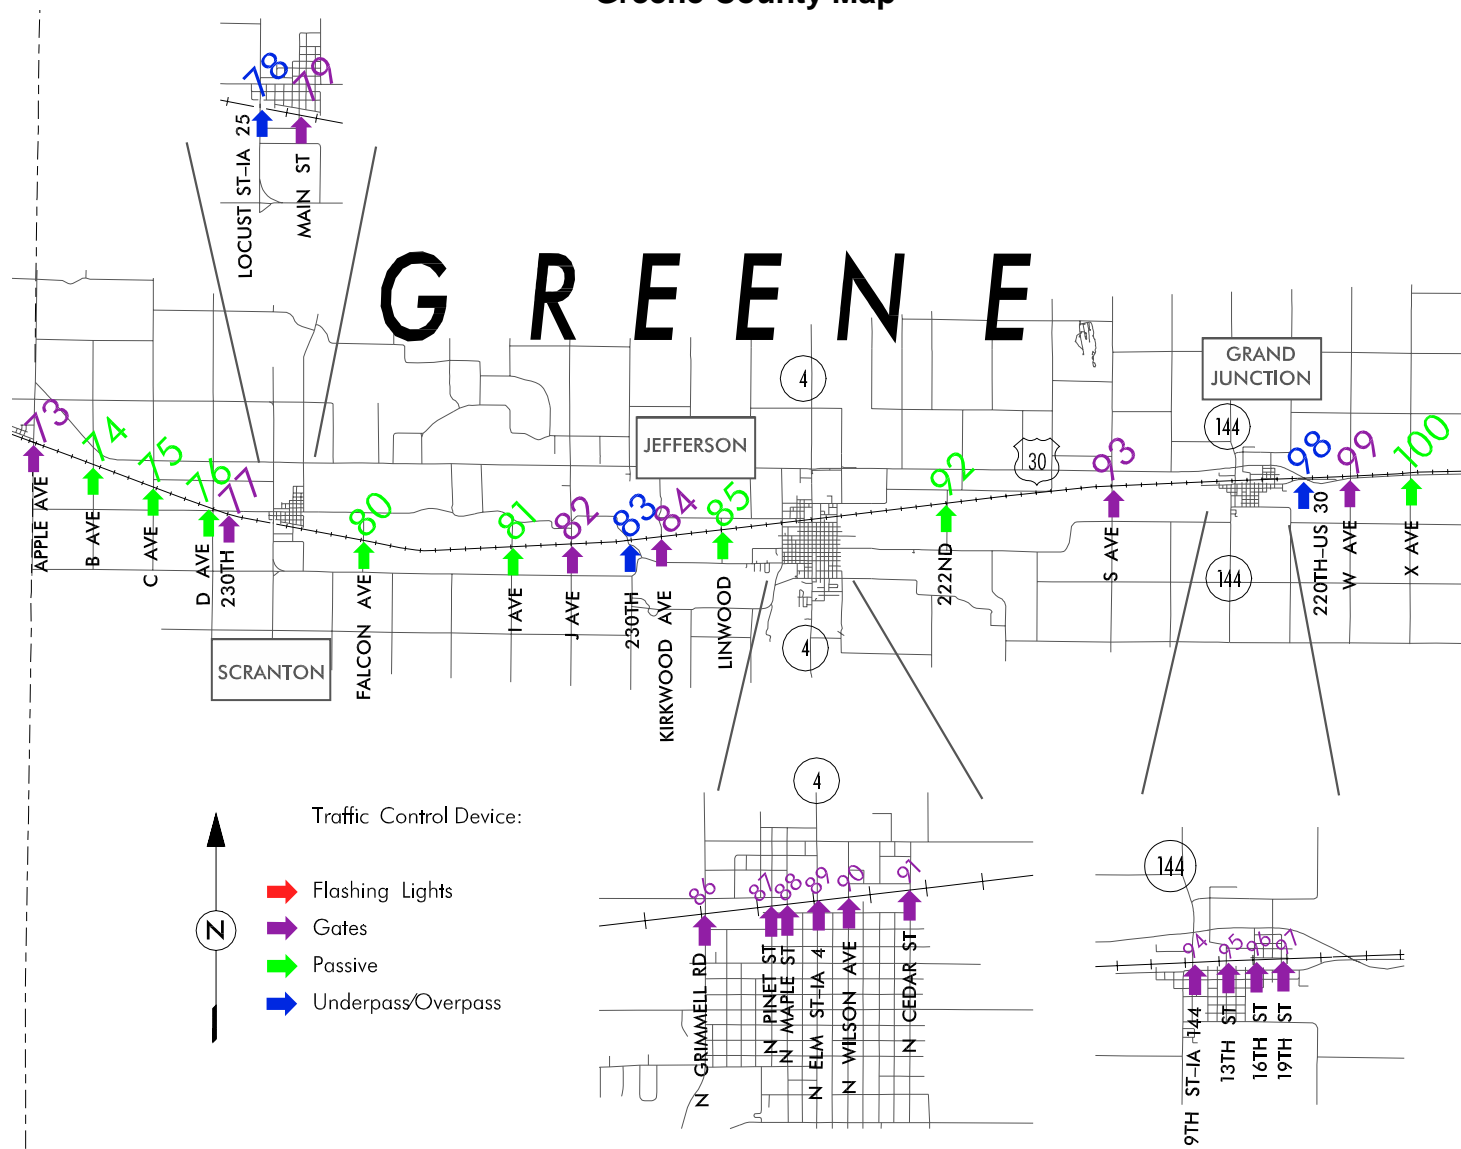 Greene County Map
78
79
LOCUST ST-IA 25
MAIN ST
GREENE
4
GRAND
JUNCTION
144
JEFFERSON
30
73
74
75
76
77
80
81
82
83
84
85
92
93
98
99
100
APPLE AVE
B AVE
C AVE
D AVE
230TH
FALCON AVE
I AVE
J AVE
230TH
KIRKWOOD AVE
LINWOOD
222ND
S AVE
220TH-US 30
W AVE
X AVE
144
4
SCRANTON
4
Traffic Control Device:
Flashing Lights
Gates
Passive
Underpass/Overpass
N
86
87
88
89
90
91
N GRIMMELL RD
N PINET ST
N MAPLE ST
N ELM ST-IA 4
N WILSON AVE
N CEDAR ST
144
94
95
96
97
9TH ST-IA 144
13TH ST
16TH ST
19TH ST